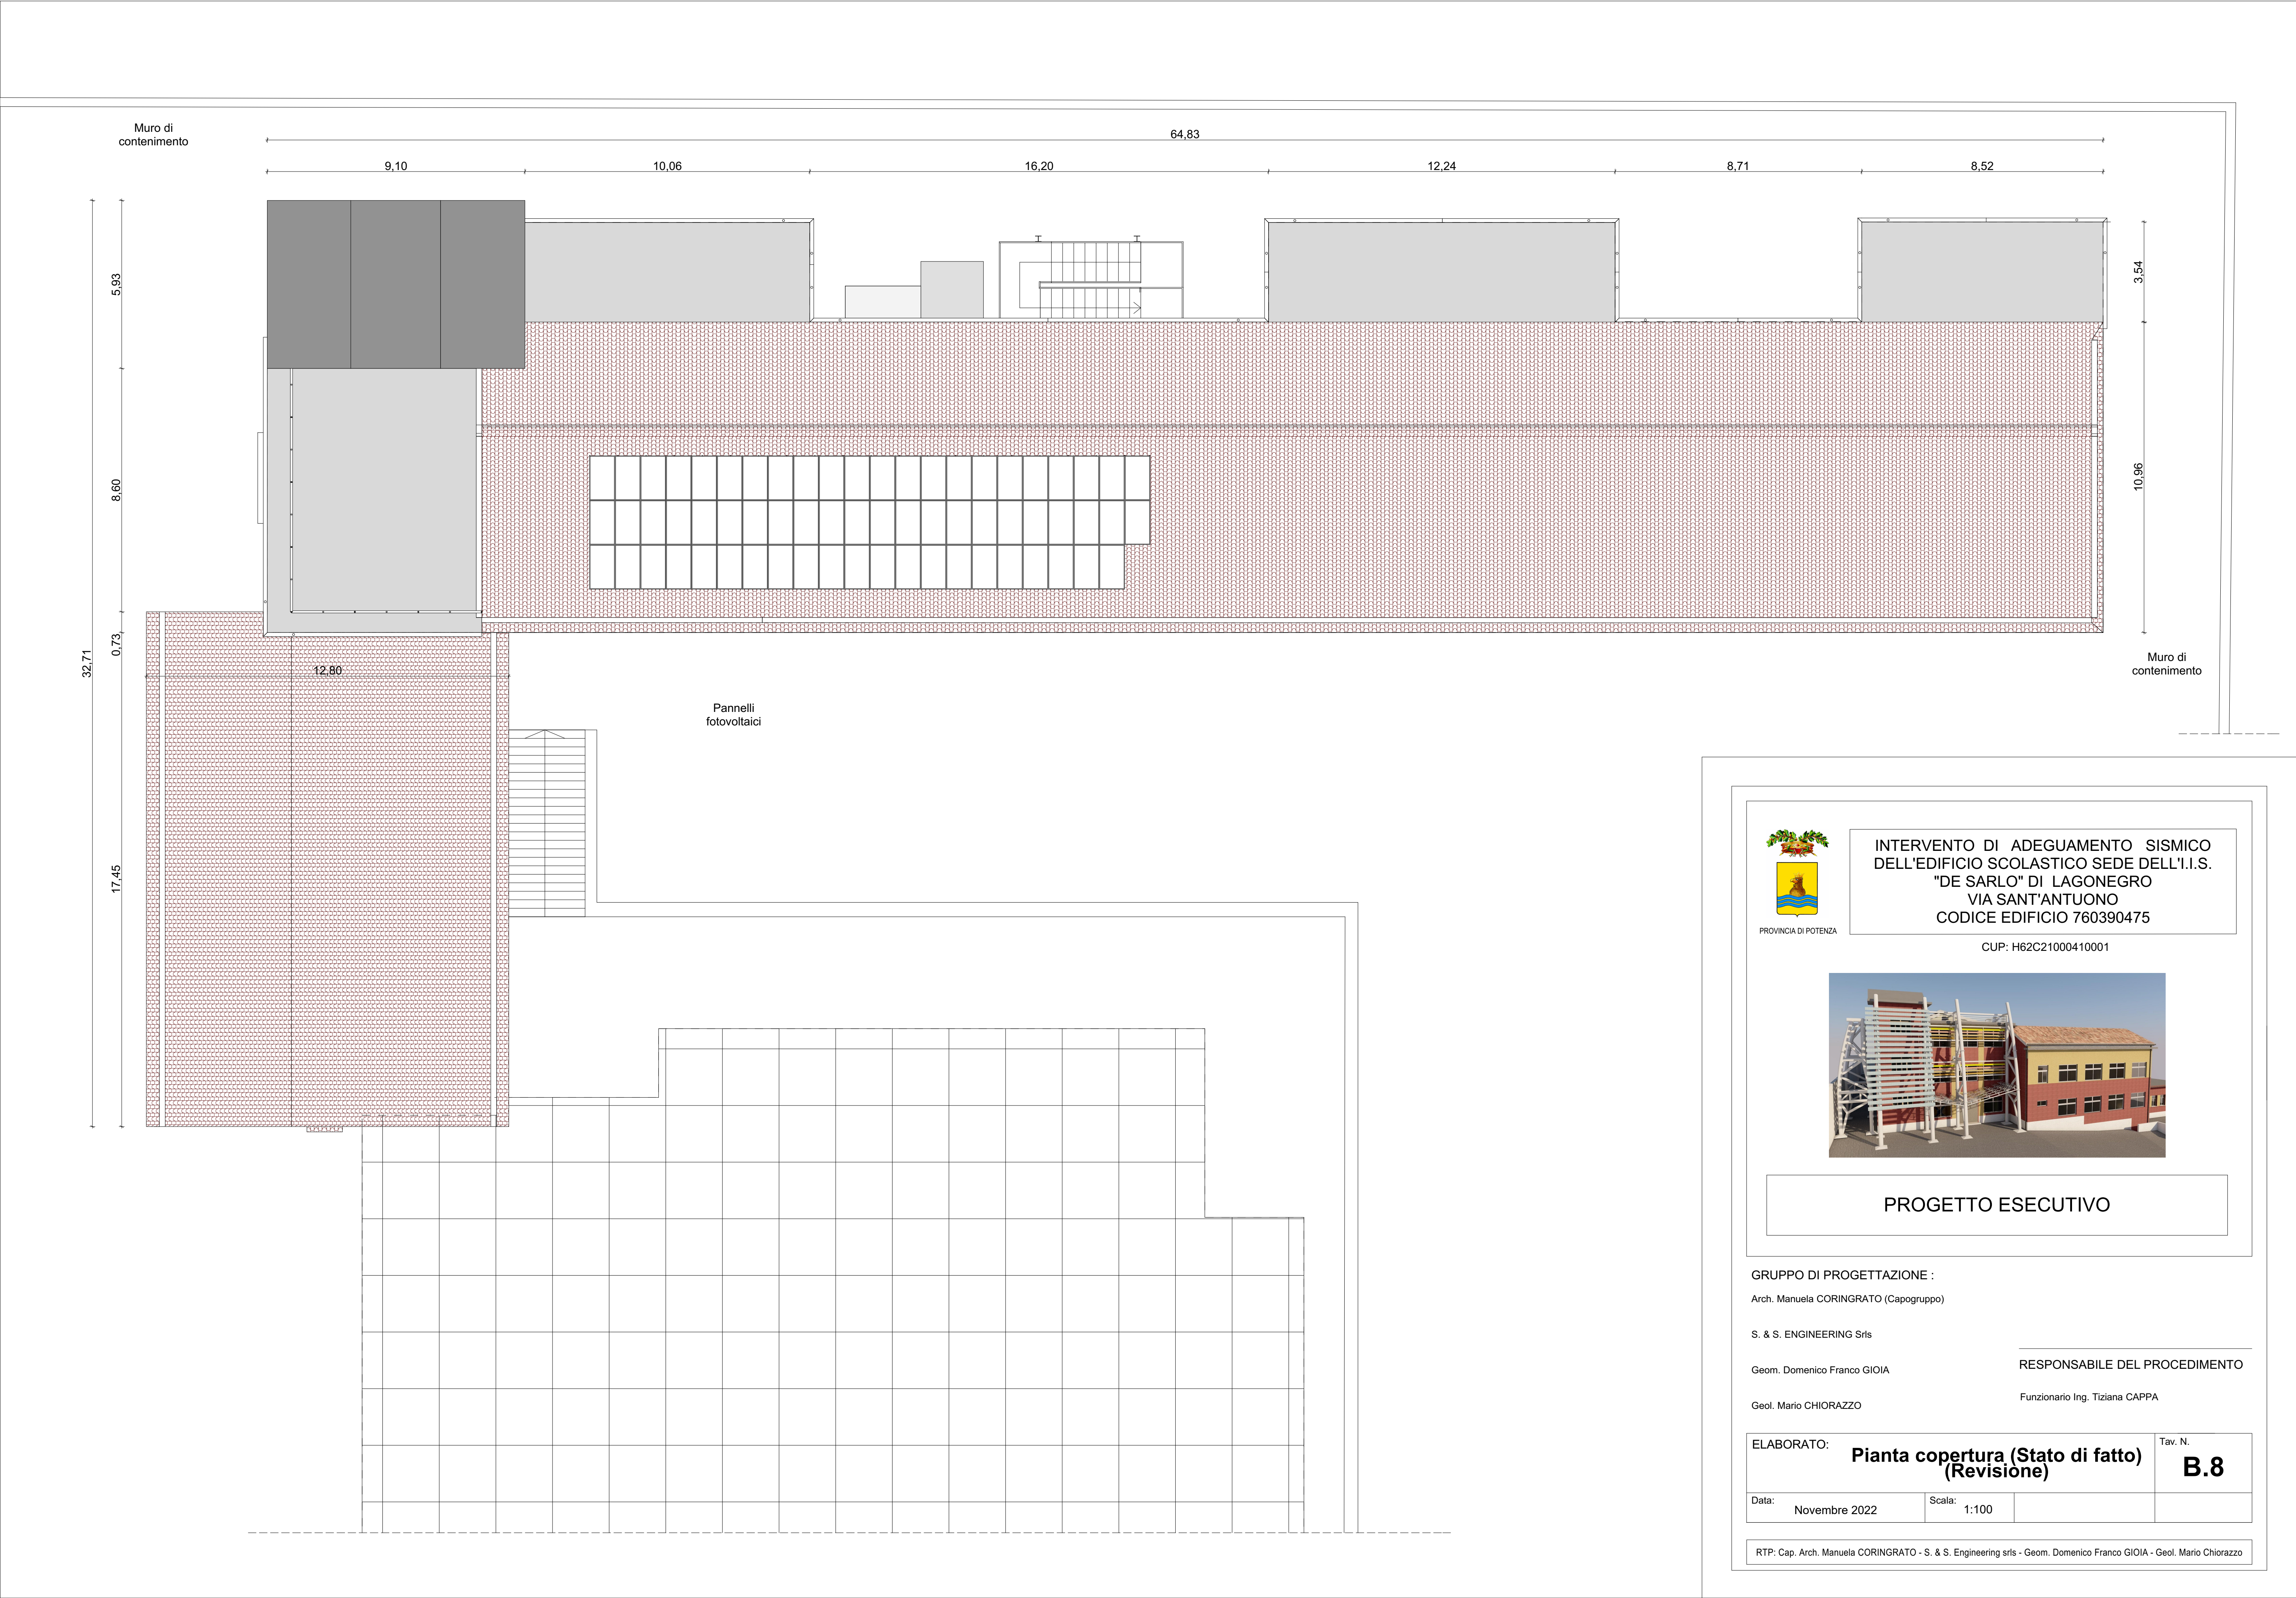 Muro di
contenimento
64,83
9,10
10,06
16,20
12,24
8,71
8,52
5,93
8,60
0,73
32,71
17,45
12,80
3,54
10,96
Muro di
contenimento
Pannelli
fotovoltaici
PROVINCIA DI POTENZA
INTERVENTO DI ADEGUAMENTO SISMICO
DELL'EDIFICIO SCOLASTICO SEDE DELL'I.I.S.
"DE SARLO" DI LAGONEGRO
VIA SANT'ANTUONO
CODICE EDIFICIO 760390475
CUP: H62C21000410001
PROGETTO ESECUTIVO
GRUPPO DI PROGETTAZIONE :
Arch. Manuela CORINGRATO (Capogruppo)
S. & S. ENGINEERING Srls
Geom. Domenico Franco GIOIA
Geol. Mario CHIORAZZO
RESPONSABILE DEL PROCEDIMENTO
Funzionario Ing. Tiziana CAPPA
ELABORATO:
Pianta copertura (Stato di fatto)
(Revisione)
Tav. N.
B.8
Data:
Novembre 2022
Scala:
1:100
RTP: Cap. Arch. Manuela CORINGRATO - S. & S. Engineering srls - Geom. Domenico Franco GIOIA - Geol. Mario Chiorazzo